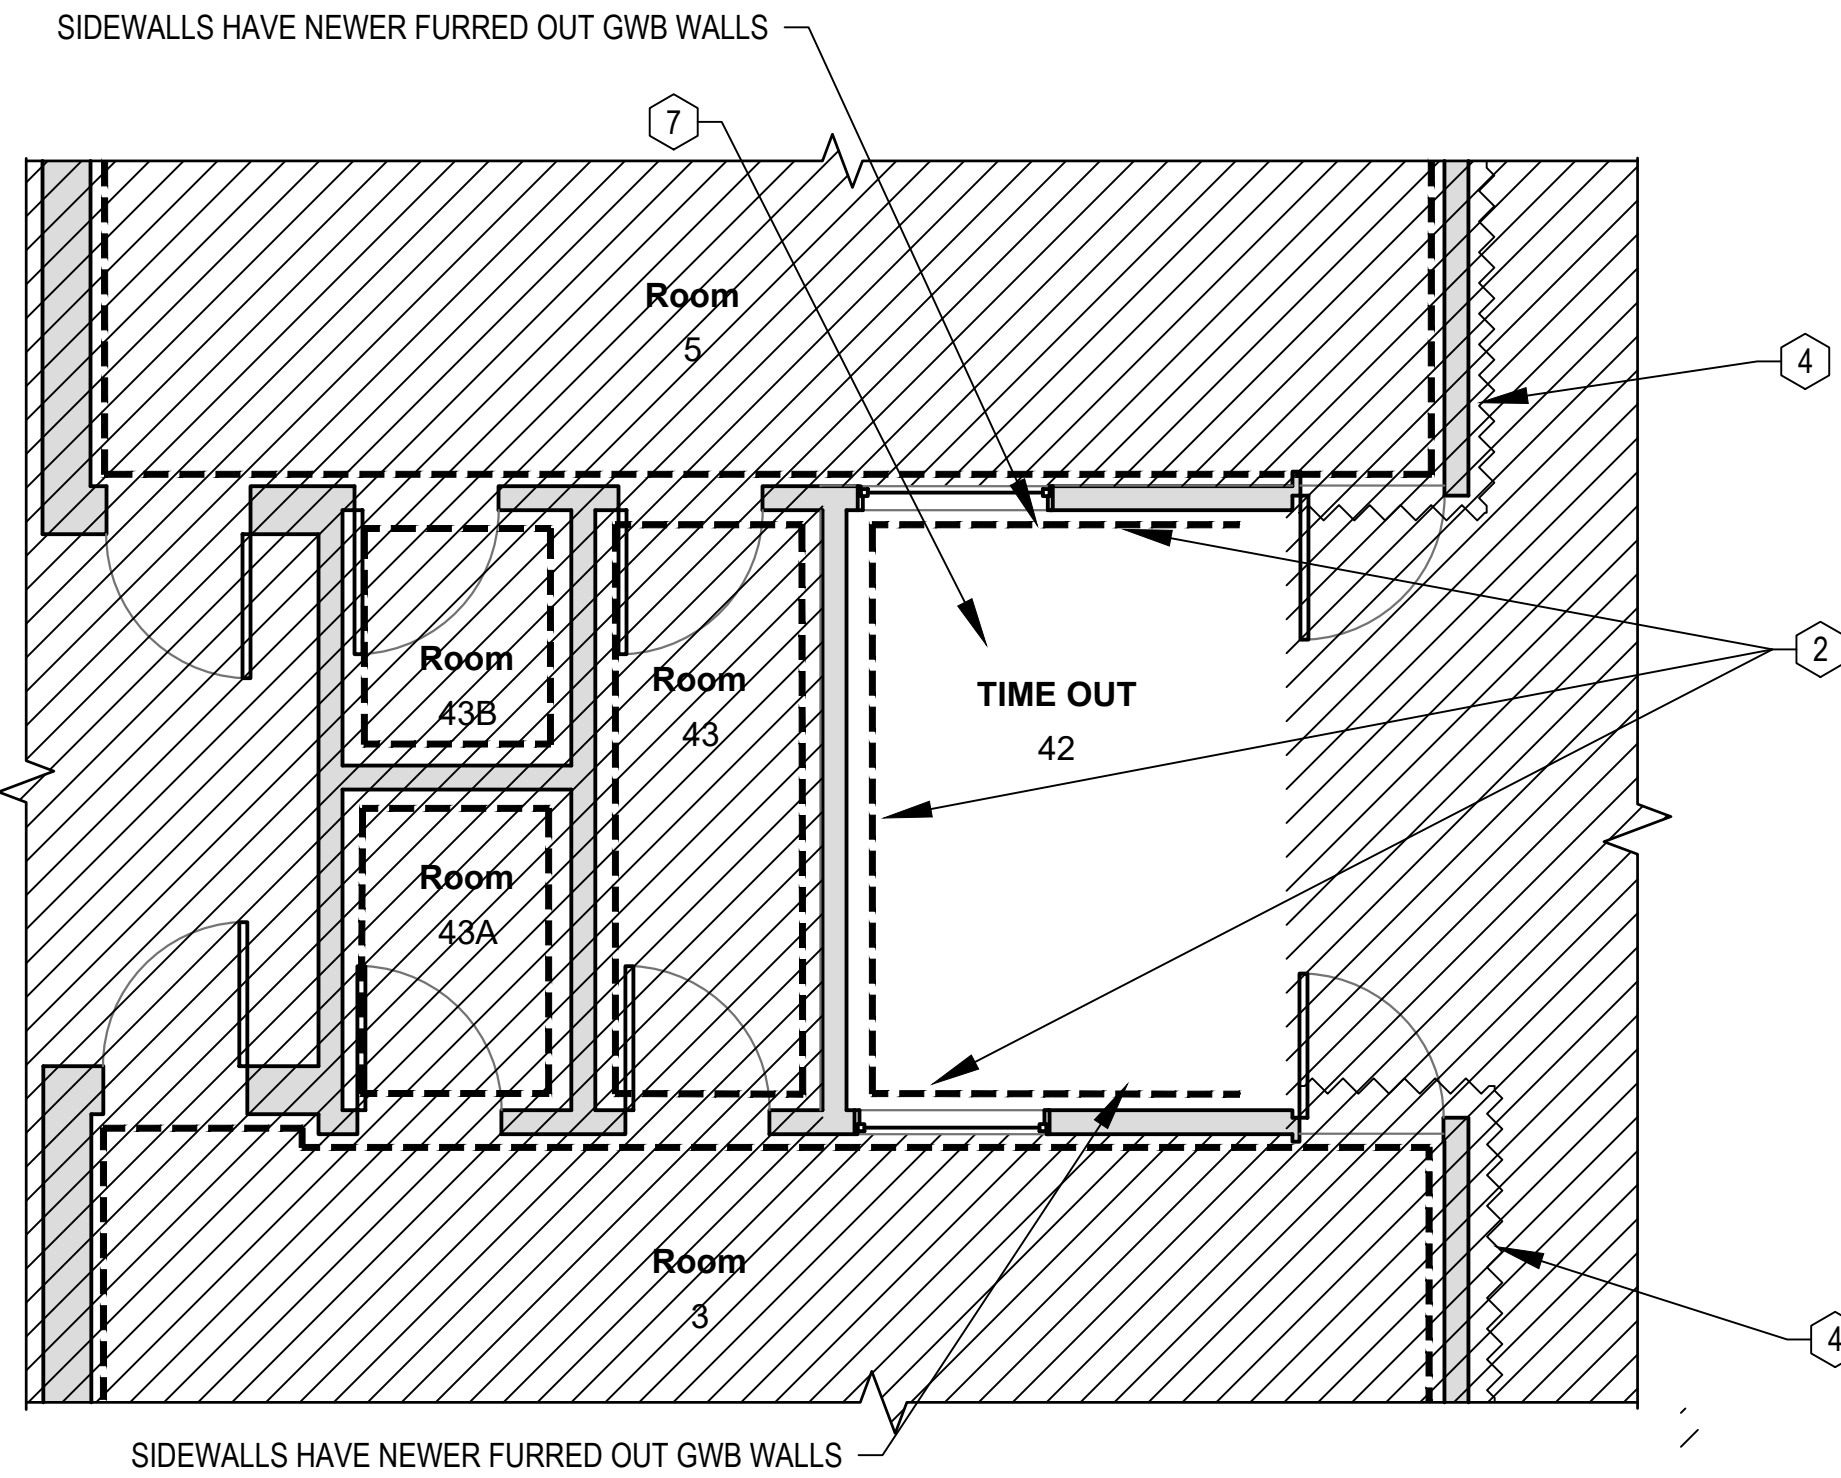 SIDEWALLS HAVE NEWER FURRED OUT GWB WALLS
7
Room
5
4
2
Room
43B
Room
43
TIME OUT
42
Room
43A
Room
3
4
SIDEWALLS HAVE NEWER FURRED OUT GWB WALLS